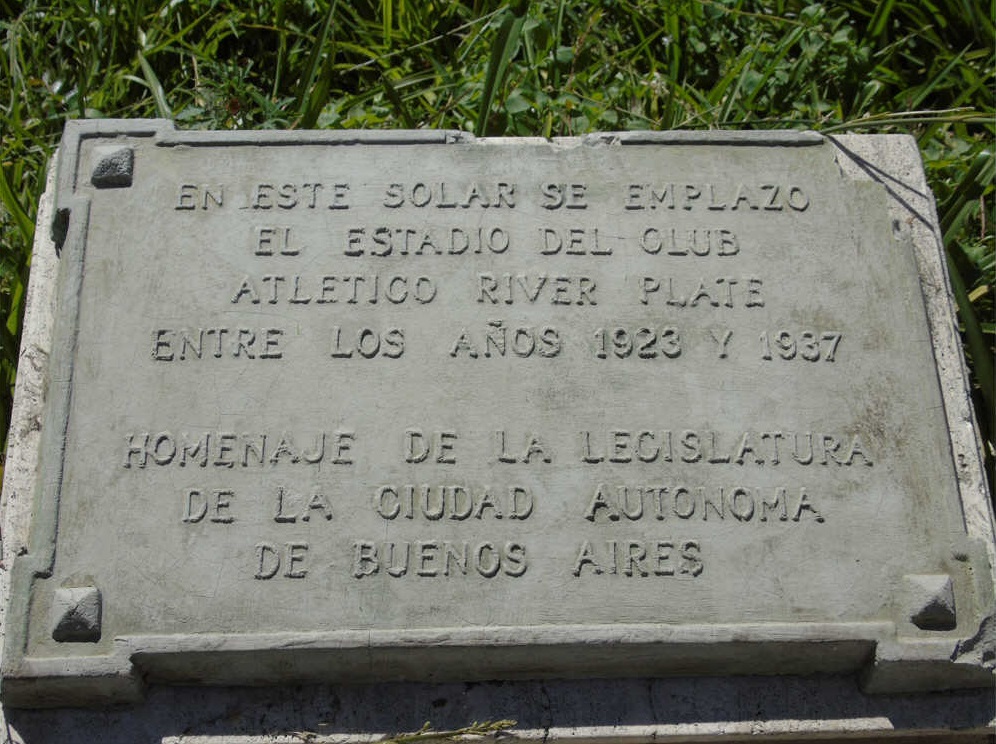 EN ESTE SOLAR SE EMPLAZO
EL ESTADIO DEL CLUB
ATLETICO RIVER PLATE
ENTRE LOS AÑOS 1923 Y 1937
HOMENAJE DE LA LEGISLATURA
DE LA CIUDAD AUTONOMA
DE BUENOS AIRES